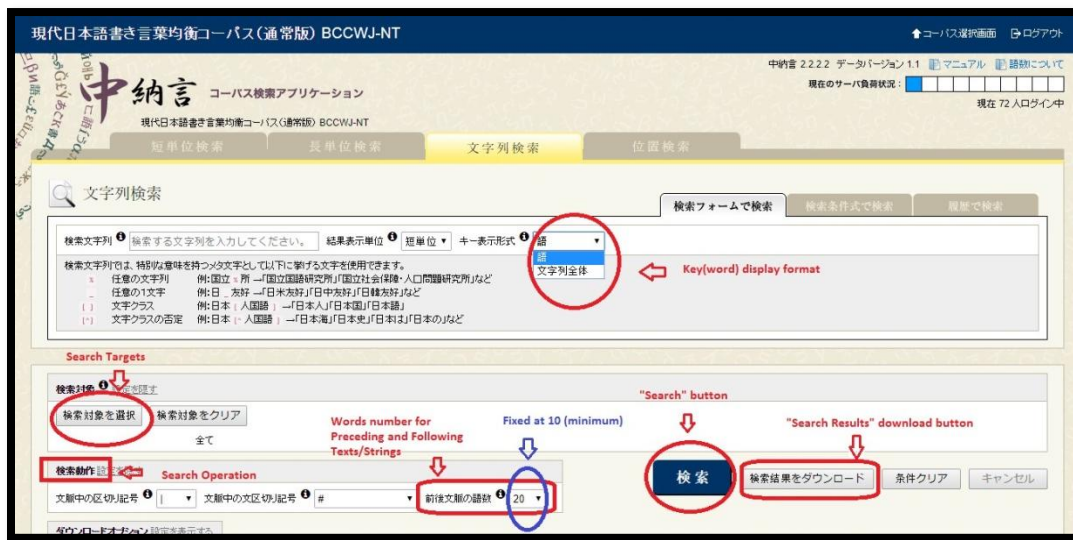 現代日本語書き言葉均衡コーパス(通常版) BCCWJ-NT
コーパス選択画面 ログアウト
中納言 2.2.2.2 データバージョン 1.1 マニュアル 語数について
現在のサーバ負荷状況:
現在 72 人ログイン中
中納言 コーパス検索アプリケーション
現代日本語書き言葉均衡コーパス(通常版) BCCWJ-NT
短単位検索 長単位検索 文字列検索 位置検索
文字列検索
検索フォームで検索 検索条件式で検索 履歴で検索
検索文字列 検索する文字列を入力してください。 結果表示単位 短単位 キー表示形式 語
語
文字列全体
Key(word) display format
検索文字列では、特別な意味を持つメタ文字として以下に挙げる文字を使用できます。
% 任意の文字列 例:国立 % 所 →「国立国語研究所」「国立社会保障・人口問題研究所」など
_ 任意の1文字 例:日 _ 友好 →「日米友好」「日中友好」「日韓友好」など
[ ] 文字クラス 例:日本 [ 人国語 ] →「日本人」「日本国」「日本語」
[^] 文字クラスの否定 例:日本 [^ 人国語 ] →「日本海」「日本史」「日本は」「日本の」など
Search Targets
検索対象 設定を隠す
検索対象を選択 検索対象をクリア
全て
Words number for
Preceding and Following
Texts/Strings
Fixed at 10 (minimum)
"Search" button
"Search Results" download button
検索動作
Search Operation
検索 検索結果をダウンロード 条件クリア キャンセル
文脈中の区切り記号 | 文脈中の文区切り記号 # 前後文脈の語数 20
ダウンロードオプション 設定を表示する